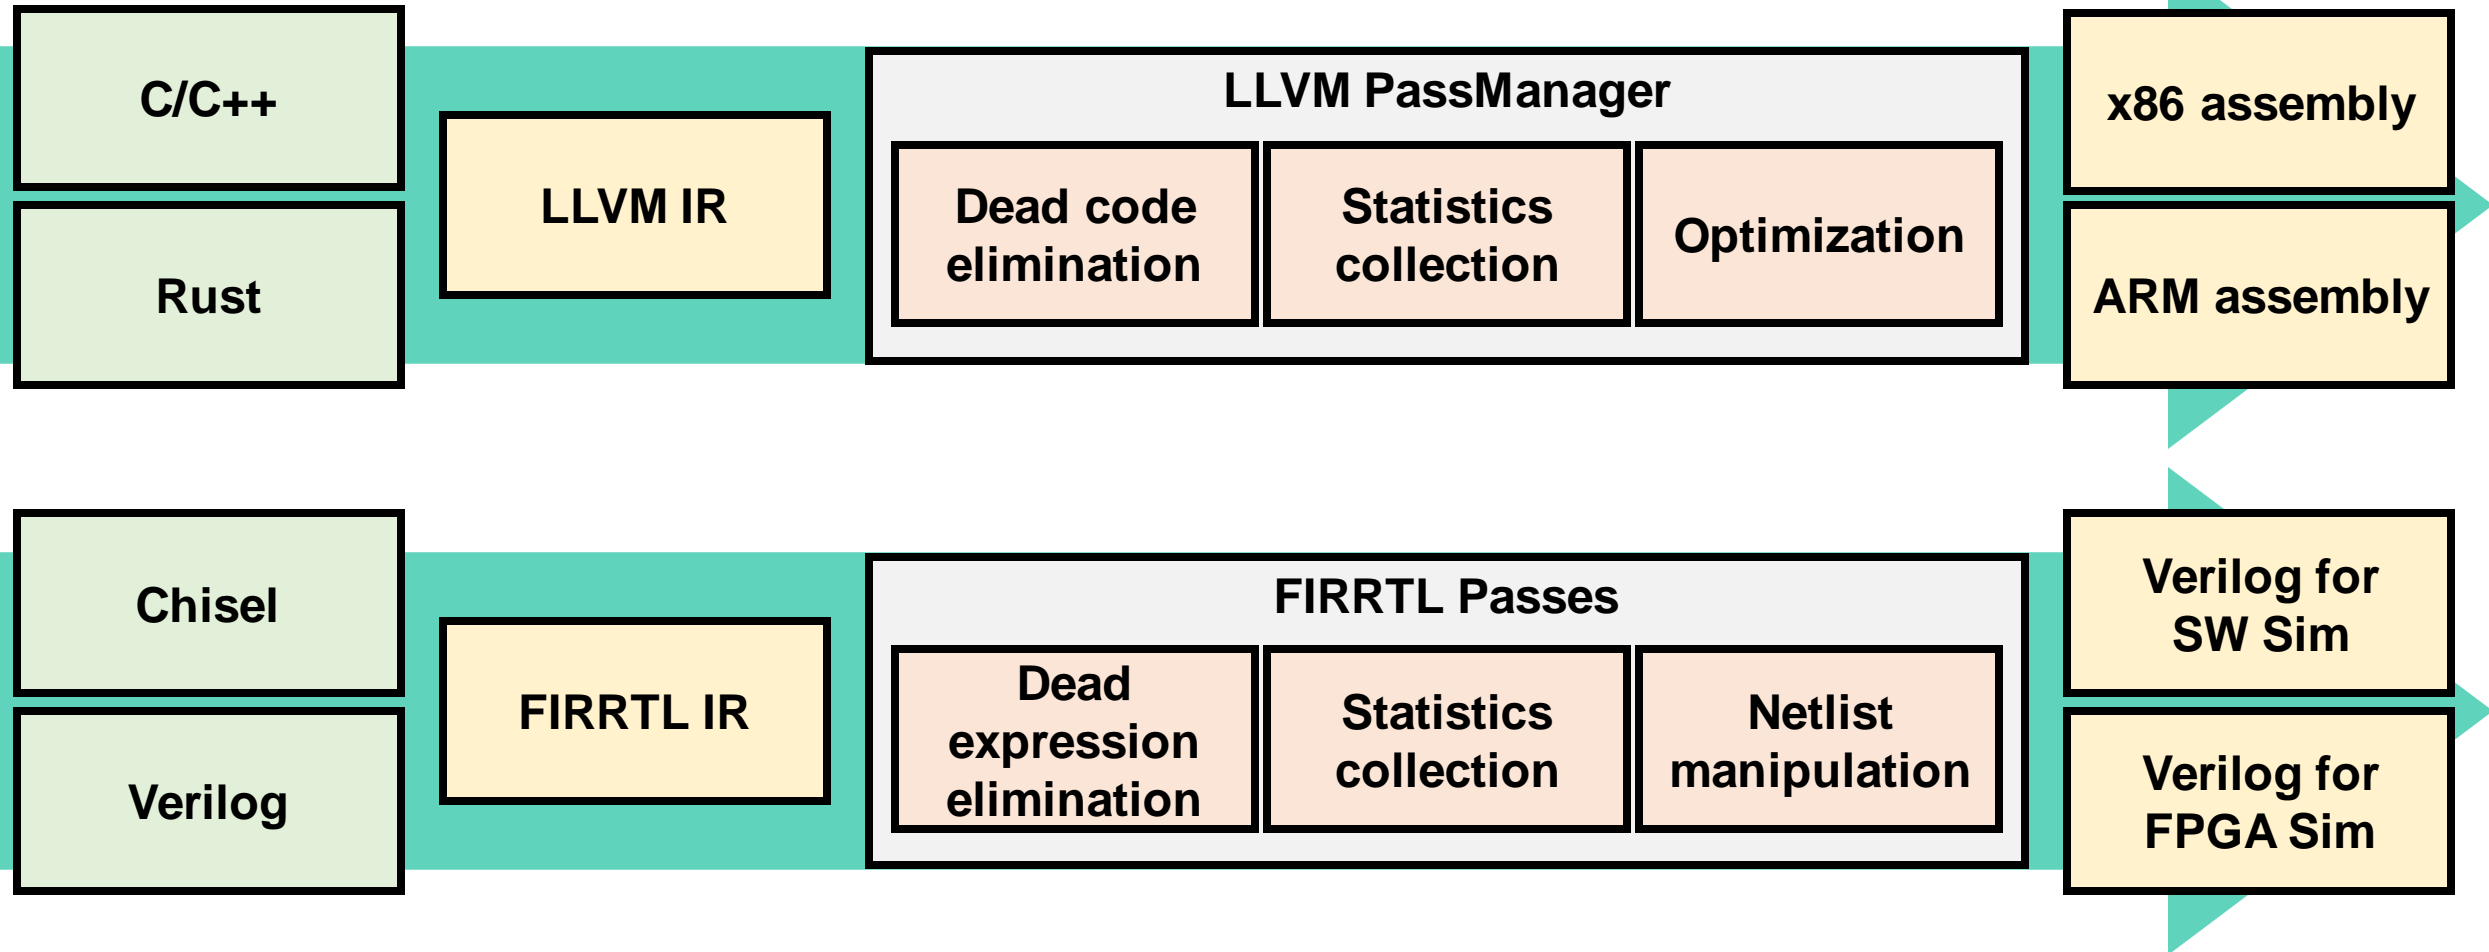 C/C++
Rust
LLVM IR
LLVM PassManager
Dead code
elimination
Statistics
collection
Optimization
x86 assembly
ARM assembly
Chisel
Verilog
FIRRTL IR
FIRRTL Passes
Dead
expression
elimination
Statistics
collection
Netlist
manipulation
Verilog for
SW Sim
Verilog for
FPGA Sim